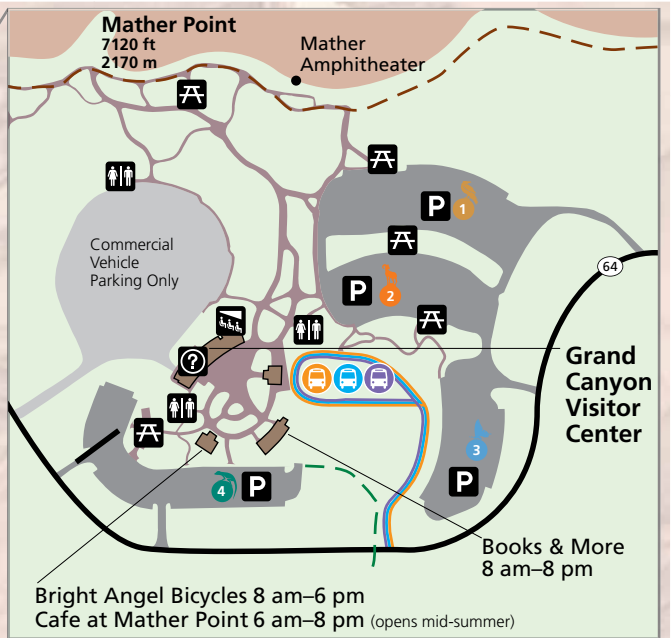 Mather Point
7120 ft
2170 m
Mather
Amphitheater
P 1
Commercial
Vehicle
Parking Only
P 2
64
?
Grand
Canyon
Visitor
Center
3
P
4 P
Books & More
8 am–8 pm
Bright Angel Bicycles 8 am–6 pm
Cafe at Mather Point 6 am–8 pm (opens mid-summer)